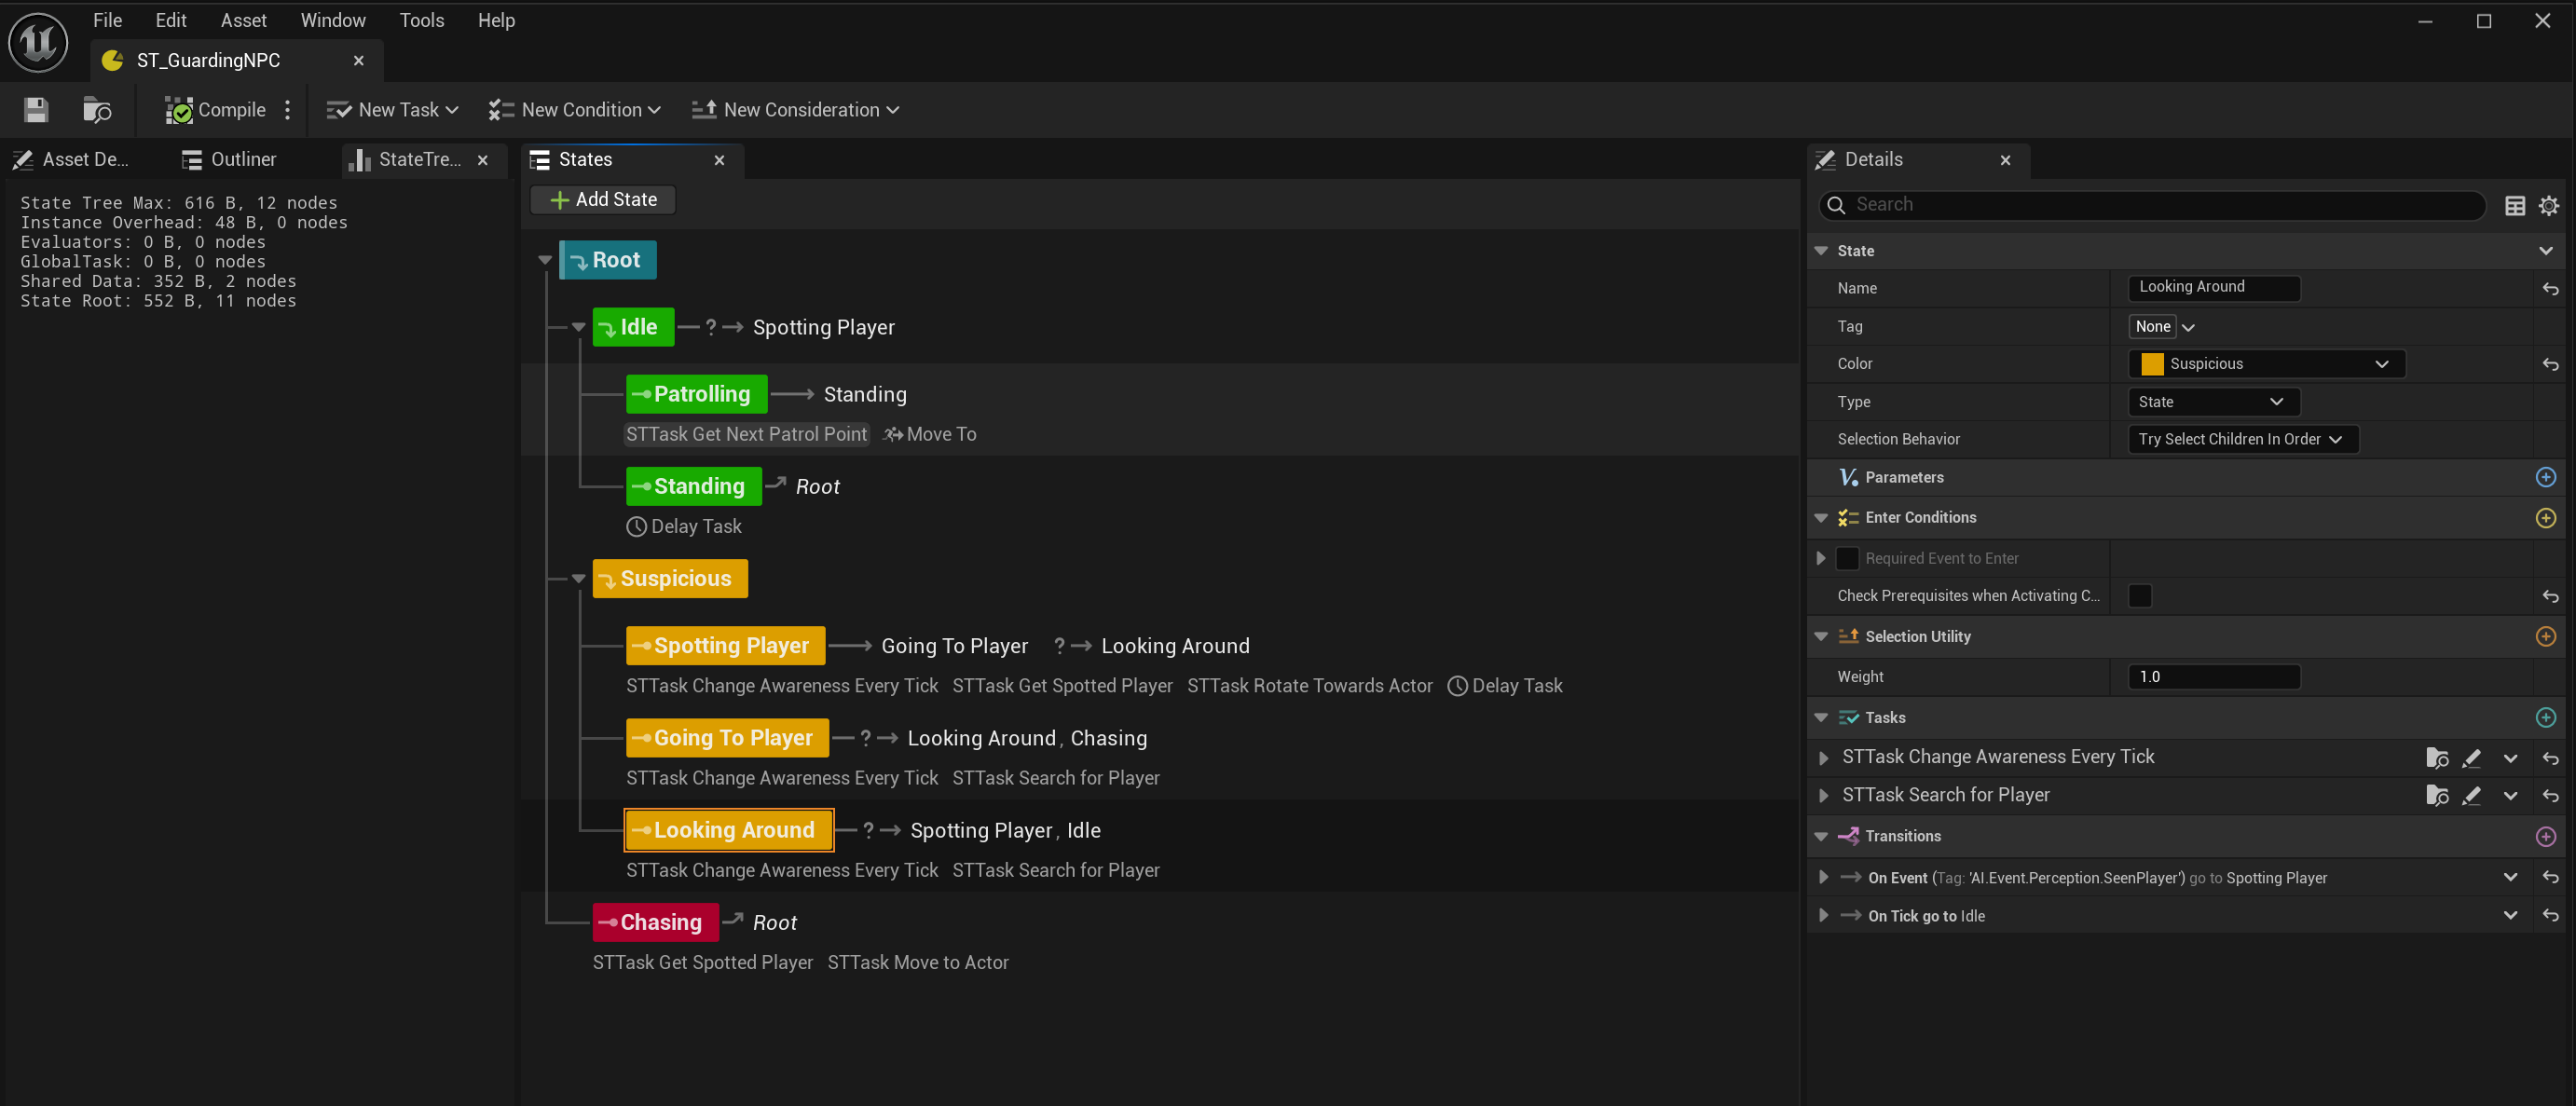 File Edit Asset Window Tools Help
ST_GuardingNPC
Compile New Task New Condition New Consideration
Asset De... Outliner StateTre... States Details
State Tree Max: 616 B, 12 nodes
Instance Overhead: 48 B, 0 nodes
Evaluators: 0 B, 0 nodes
GlobalTask: 0 B, 0 nodes
Shared Data: 352 B, 2 nodes
State Root: 552 B, 11 nodes
Add State
Root
Idle ? Spotting Player
Patrolling Standing
STTask Get Next Patrol Point Move To
Standing Root
Delay Task
Suspicious
Spotting Player Going To Player ? Looking Around
STTask Change Awareness Every Tick STTask Get Spotted Player STTask Rotate Towards Actor Delay Task
Going To Player ? Looking Around, Chasing
STTask Change Awareness Every Tick STTask Search for Player
Looking Around ? Spotting Player, Idle
STTask Change Awareness Every Tick STTask Search for Player
Chasing Root
STTask Get Spotted Player STTask Move to Actor
Search
State
Name Looking Around
Tag None
Color Suspicious
Type State
Selection Behavior Try Select Children In Order
Parameters
Enter Conditions
Required Event to Enter
Check Prerequisites when Activating C...
Selection Utility
Weight 1.0
Tasks
STTask Change Awareness Every Tick
STTask Search for Player
Transitions
On Event (Tag: 'AI.Event.Perception.SeenPlayer') go to Spotting Player
On Tick go to Idle